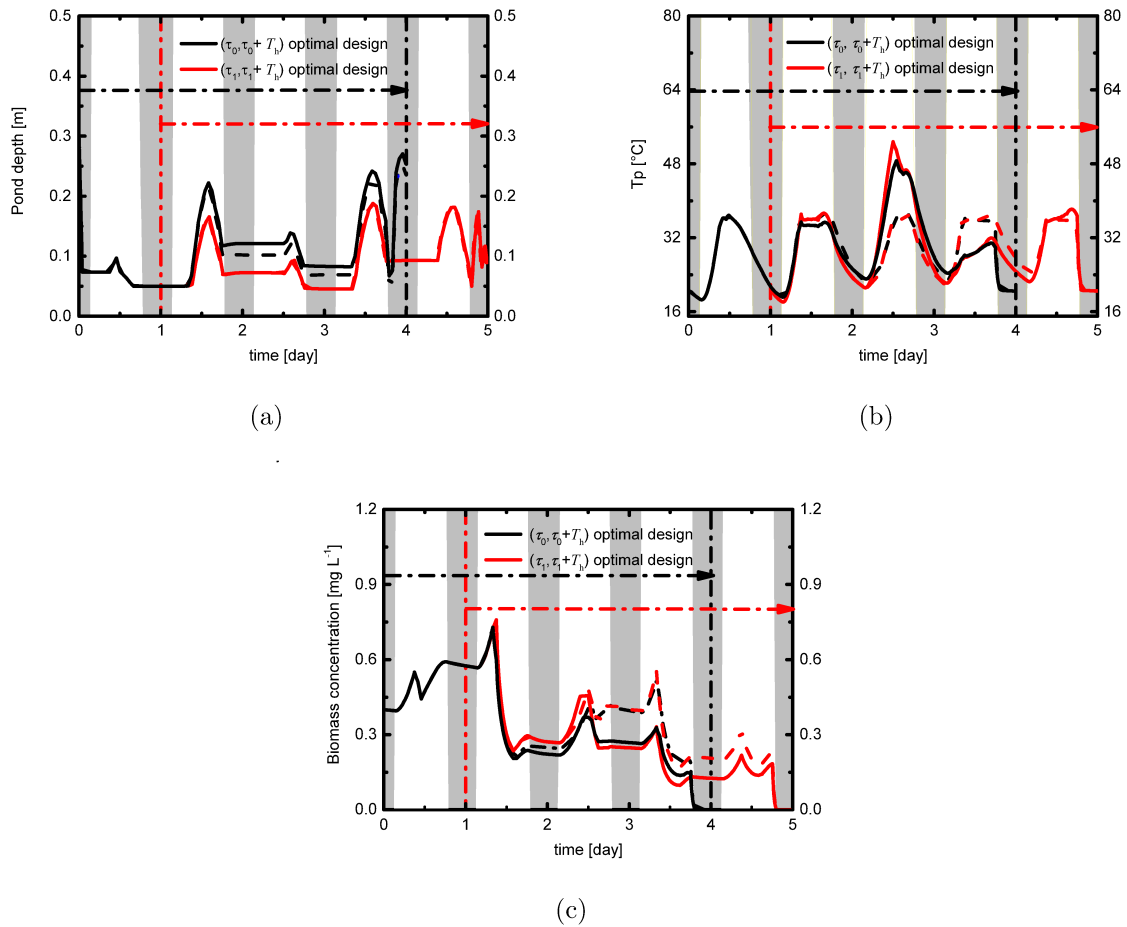 0.5
0.4
0.3
0.2
0.1
0.0
Pond depth [m]
(τ0,τ0+ Th) optimal design
(τ1,τ1+ Th) optimal design
0.5
0.4
0.3
0.2
0.1
0.0
0 1 2 3 4 5
time [day]
(a)
80
64
48
32
16
Tp [°C]
(τ0, τ0+Th) optimal design
(τ1, τ1+Th) optimal design
80
64
48
32
16
0 1 2 3 4 5
time [day]
(b)
1.2
0.9
0.6
0.3
0.0
Biomass concentration [mg L-1]
(τ0,τ0+Th) optimal design
(τ1,τ1+Th) optimal design
1.2
0.9
0.6
0.3
0.0
0 1 2 3 4 5
time [day]
(c)